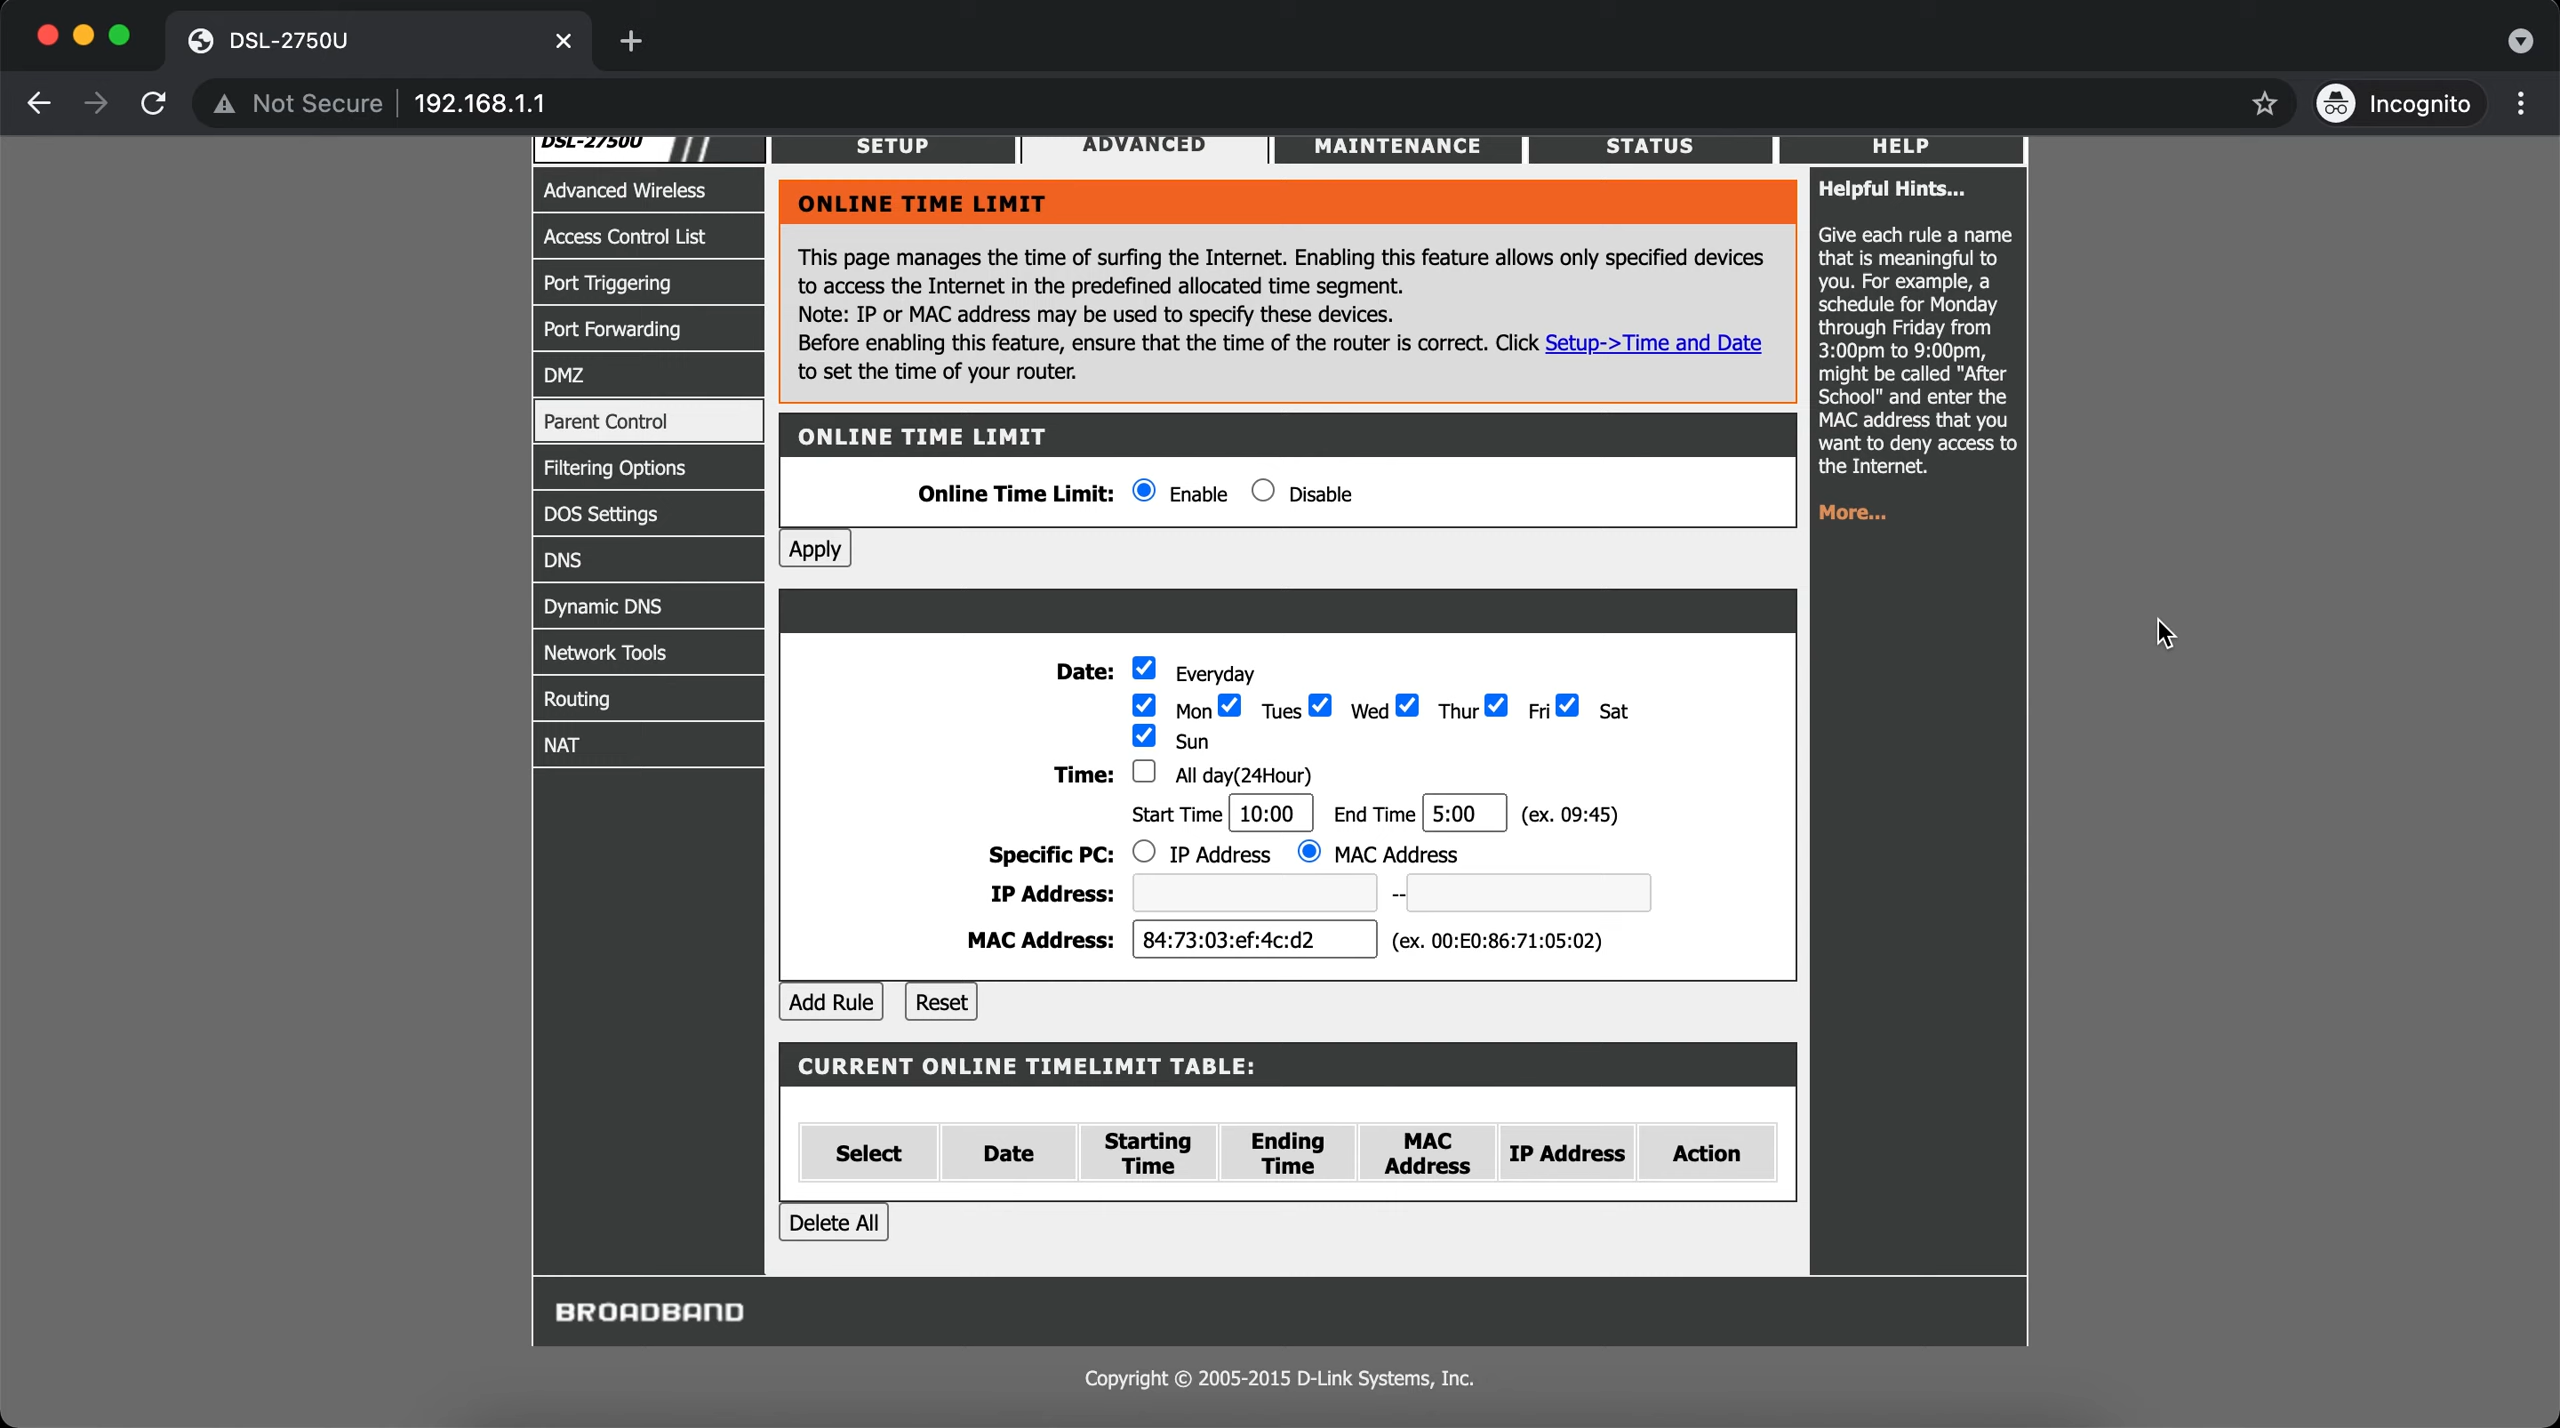 DSL-2750U
Not Secure 192.168.1.1
Incognito
DSL-2750U
SETUP ADVANCED MAINTENANCE STATUS HELP
Advanced Wireless
Access Control List
Port Triggering
Port Forwarding
DMZ
Parent Control
Filtering Options
DOS Settings
DNS
Dynamic DNS
Network Tools
Routing
NAT
ONLINE TIME LIMIT
This page manages the time of surfing the Internet. Enabling this feature allows only specified devices
to access the Internet in the predefined allocated time segment.
Note: IP or MAC address may be used to specify these devices.
Before enabling this feature, ensure that the time of the router is correct. Click Setup->Time and Date
to set the time of your router.
ONLINE TIME LIMIT
Online Time Limit: Enable Disable
Apply
Date: Everyday
Mon Tues Wed Thur Fri Sat
Sun
Time: All day(24Hour)
Start Time 10:00 End Time 5:00 (ex. 09:45)
Specific PC: IP Address MAC Address
IP Address: --
MAC Address: 84:73:03:ef:4c:d2 (ex. 00:E0:86:71:05:02)
Add Rule Reset
CURRENT ONLINE TIMELIMIT TABLE:
Select Date Starting Time Ending Time MAC Address IP Address Action
Delete All
Helpful Hints...
Give each rule a name
that is meaningful to
you. For example, a
schedule for Monday
through Friday from
3:00pm to 9:00pm,
might be called "After
School" and enter the
MAC address that you
want to deny access to
the Internet.
More...
BROADBAND
Copyright © 2005-2015 D-Link Systems, Inc.